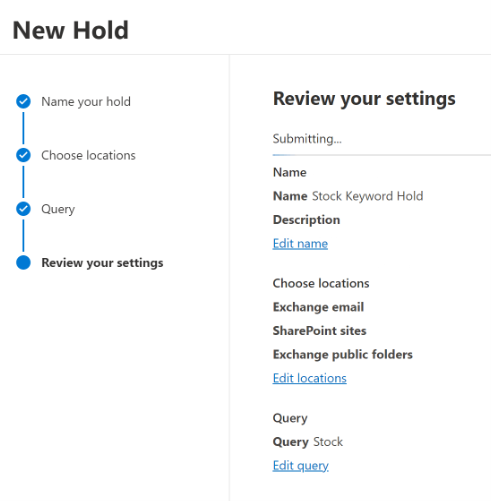 New Hold
Name your hold
Choose locations
Query
Review your settings
Review your settings
Submitting...
Name
Name Stock Keyword Hold
Description
Edit name
Choose locations
Exchange email
SharePoint sites
Exchange public folders
Edit locations
Query
Query Stock
Edit query